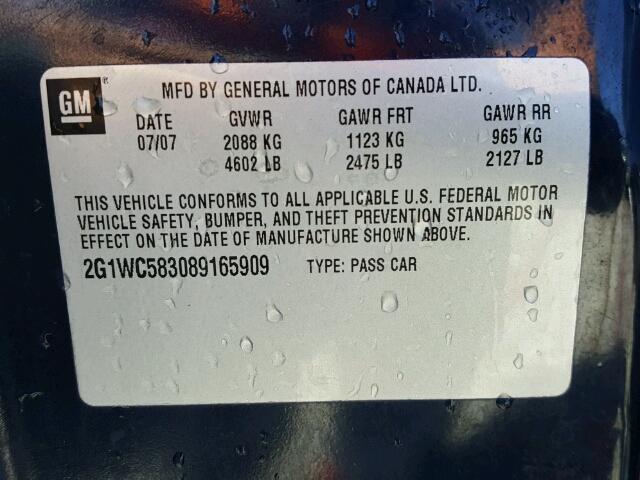 GM
MFD BY GENERAL MOTORS OF CANADA LTD.
DATE GVWR GAWR FRT GAWR RR
07/07 2088 KG 1123 KG 965 KG
4602 LB 2475 LB 2127 LB
THIS VEHICLE CONFORMS TO ALL APPLICABLE U.S. FEDERAL MOTOR
VEHICLE SAFETY, BUMPER, AND THEFT PREVENTION STANDARDS IN
EFFECT ON THE DATE OF MANUFACTURE SHOWN ABOVE.
2G1WC583089165909 TYPE: PASS CAR